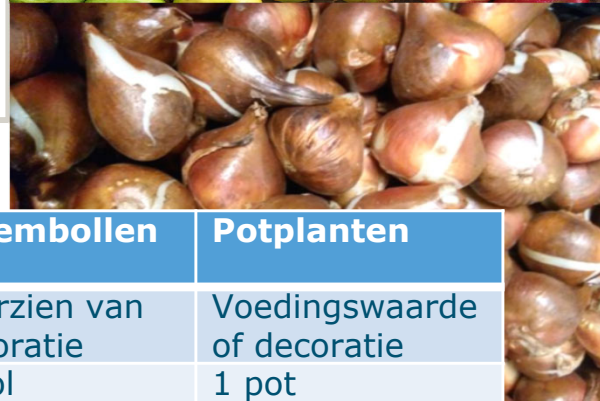 embollen Potplanten
rzien van Voedingswaarde
oratie of decoratie
ol 1 pot